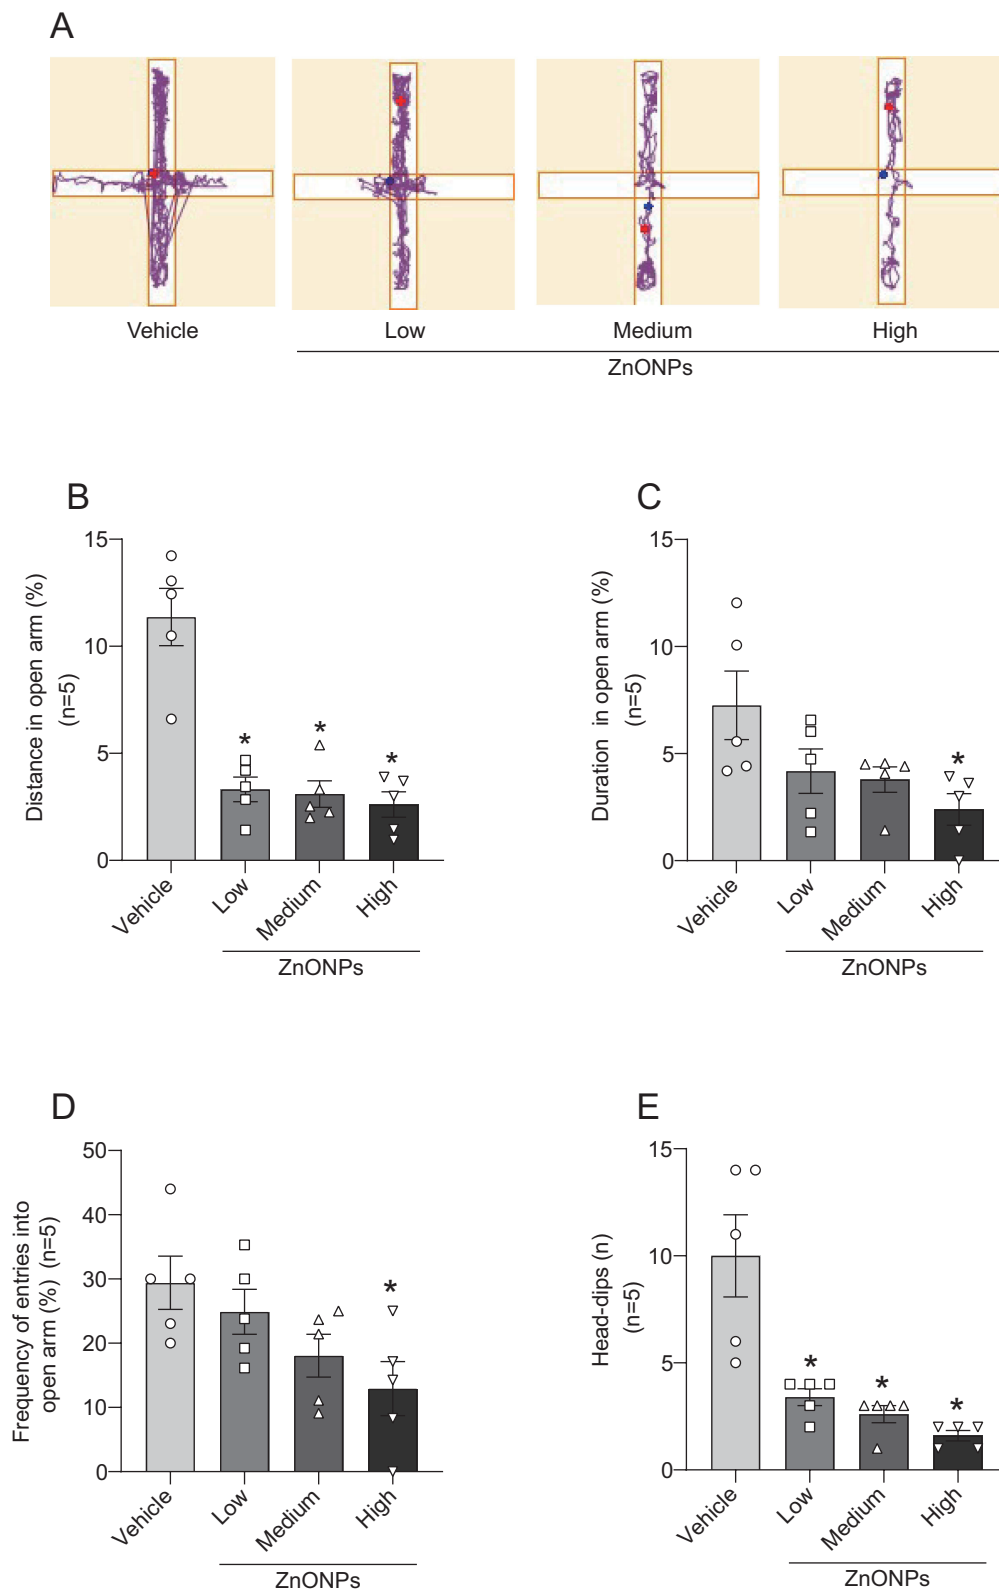 A
Vehicle
Low
Medium
High
ZnONPs
B
Distance in open arm (%)
(n=5)
15
10
5
0
*
*
*
Vehicle
Low
Medium
High
ZnONPs
C
Duration in open arm (%)
(n=5)
15
10
5
0
*
Vehicle
Low
Medium
High
ZnONPs
D
Frequency of entries into
open arm (%) (n=5)
50
40
30
20
10
0
*
Vehicle
Low
Medium
High
ZnONPs
E
Head-dips (n)
(n=5)
15
10
5
0
*
*
*
Vehicle
Low
Medium
High
ZnONPs